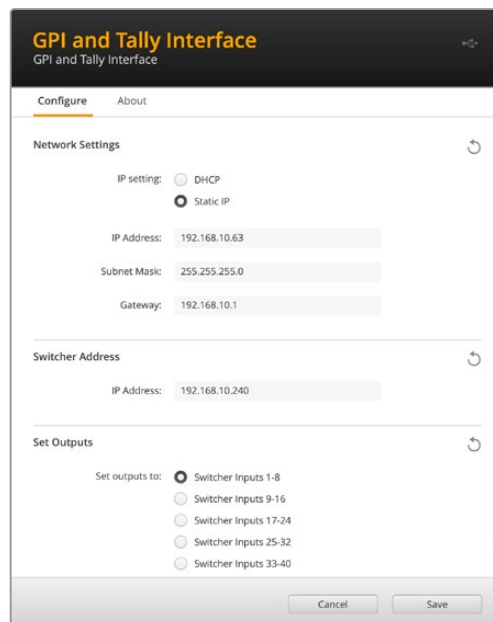 GPI and Tally Interface
GPI and Tally Interface
Configure About
Network Settings
IP setting: DHCP
Static IP
IP Address: 192.168.10.63
Subnet Mask: 255.255.255.0
Gateway: 192.168.10.1
Switcher Address
IP Address: 192.168.10.240
Set Outputs
Set outputs to: Switcher Inputs 1-8
Switcher Inputs 9-16
Switcher Inputs 17-24
Switcher Inputs 25-32
Switcher Inputs 33-40
Cancel Save